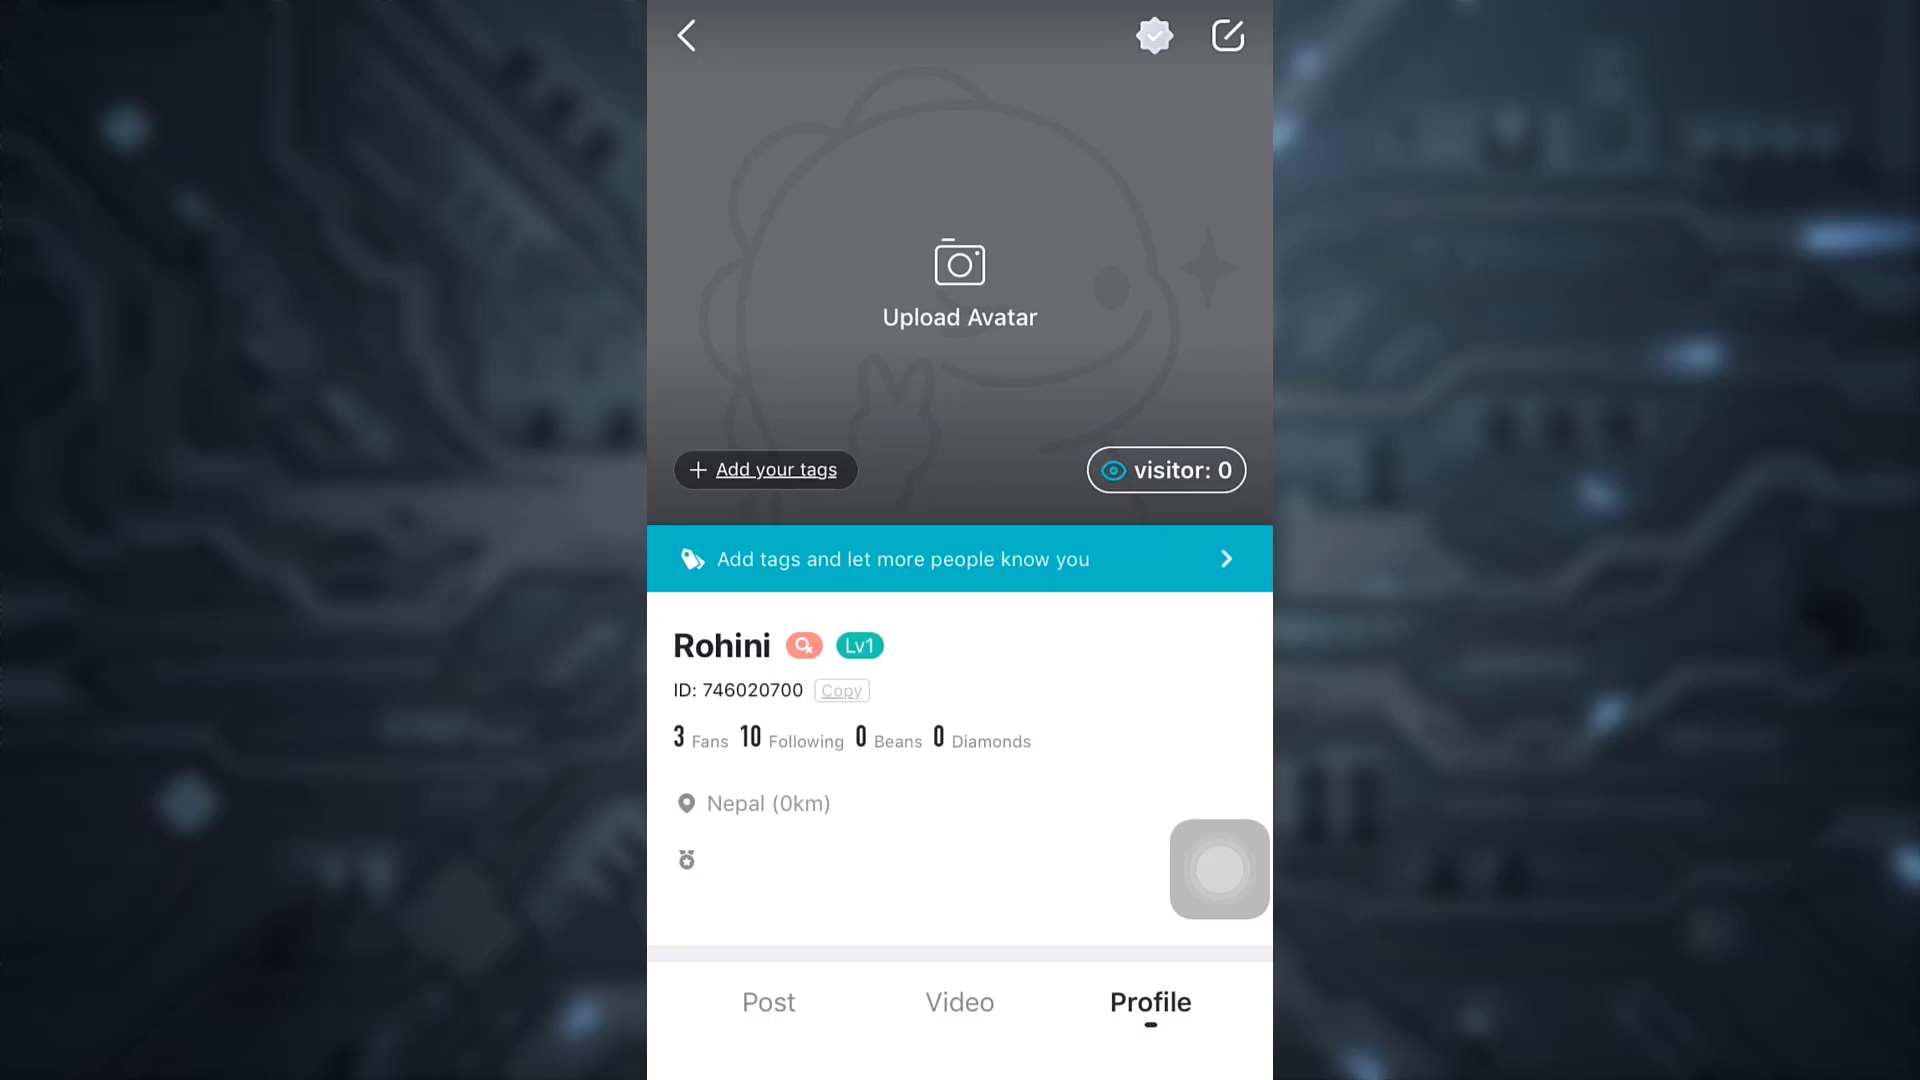 Upload Avatar
+ Add your tags
visitor: 0
Add tags and let more people know you
Rohini Lv1
ID: 746020700 Copy
3 Fans 10 Following 0 Beans 0 Diamonds
Nepal (0km)
Post Video Profile